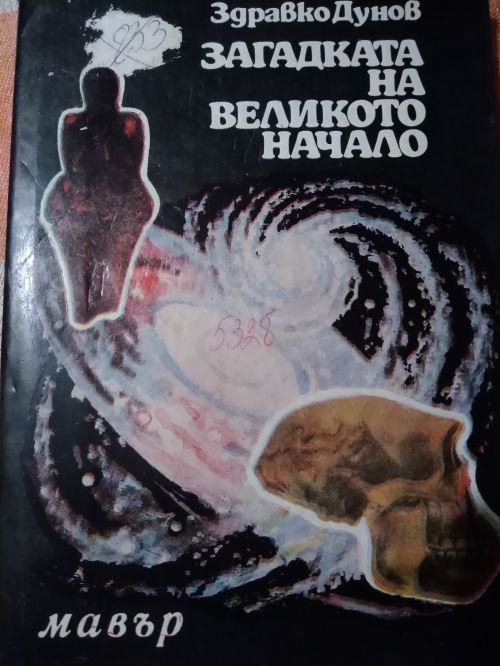 Здравко Дунов
ЗАГАДКАТА
НА
ВЕЛИКОТО
НАЧАЛО
5328
мавър